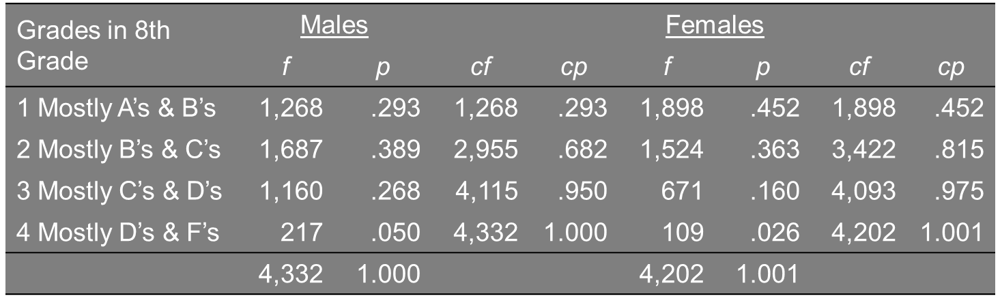 Grades in 8th Grade Males Females
f p cf cp f p cf cp
1 Mostly A’s & B’s 1,268 .293 1,268 .293 1,898 .452 1,898 .452
2 Mostly B’s & C’s 1,687 .389 2,955 .682 1,524 .363 3,422 .815
3 Mostly C’s & D’s 1,160 .268 4,115 .950 671 .160 4,093 .975
4 Mostly D’s & F’s 217 .050 4,332 1.000 109 .026 4,202 1.001
4,332 1.000 4,202 1.001